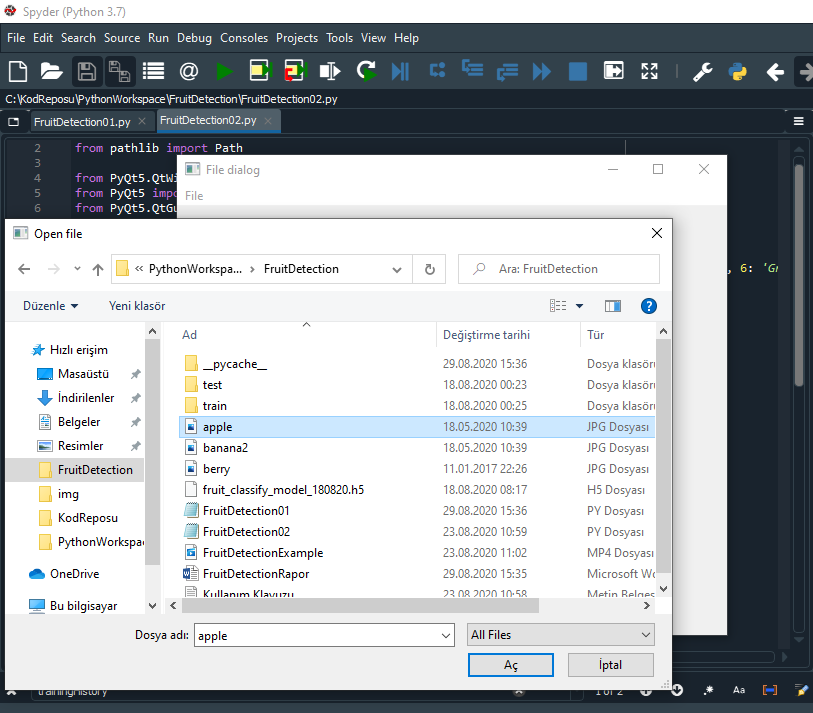 Spyder (Python 3.7)
File Edit Search Source Run Debug Consoles Projects Tools View Help
C:\KodReposu\PythonWorkspace\FruitDetection\FruitDetection02.py
FruitDetection01.py FruitDetection02.py
2 from pathlib import Path
3
4 from PyQt5.QtWi
5 from PyQt5 impo
6 from PyQt5.QtGu
File dialog
File
, 6: 'Gr
Open file
« PythonWorkspa... › FruitDetection
Ara: FruitDetection
Düzenle Yeni klasör
Ad Değiştirme tarihi Tür
Hızlı erişim
Masaüstü
İndirilenler
Belgeler
Resimler
FruitDetection
img
KodReposu
PythonWorkspa
OneDrive
Bu bilgisayar
__pycache__ 29.08.2020 15:36 Dosya klasörü
test 18.08.2020 00:23 Dosya klasörü
train 18.08.2020 00:25 Dosya klasörü
apple 18.05.2020 10:39 JPG Dosyası
banana2 18.05.2020 10:39 JPG Dosyası
berry 11.01.2017 22:26 JPG Dosyası
fruit_classify_model_180820.h5 18.08.2020 08:17 H5 Dosyası
FruitDetection01 29.08.2020 15:36 PY Dosyası
FruitDetection02 23.08.2020 10:59 PY Dosyası
FruitDetectionExample 23.08.2020 11:02 MP4 Dosyası
FruitDetectionRapor 29.08.2020 15:35 Microsoft Wo
Kullanım Klavuzu 23.08.2020 10:58 Metin Belges
Dosya adı: apple All Files
Aç İptal
traininghistory 1 of 2 Aa